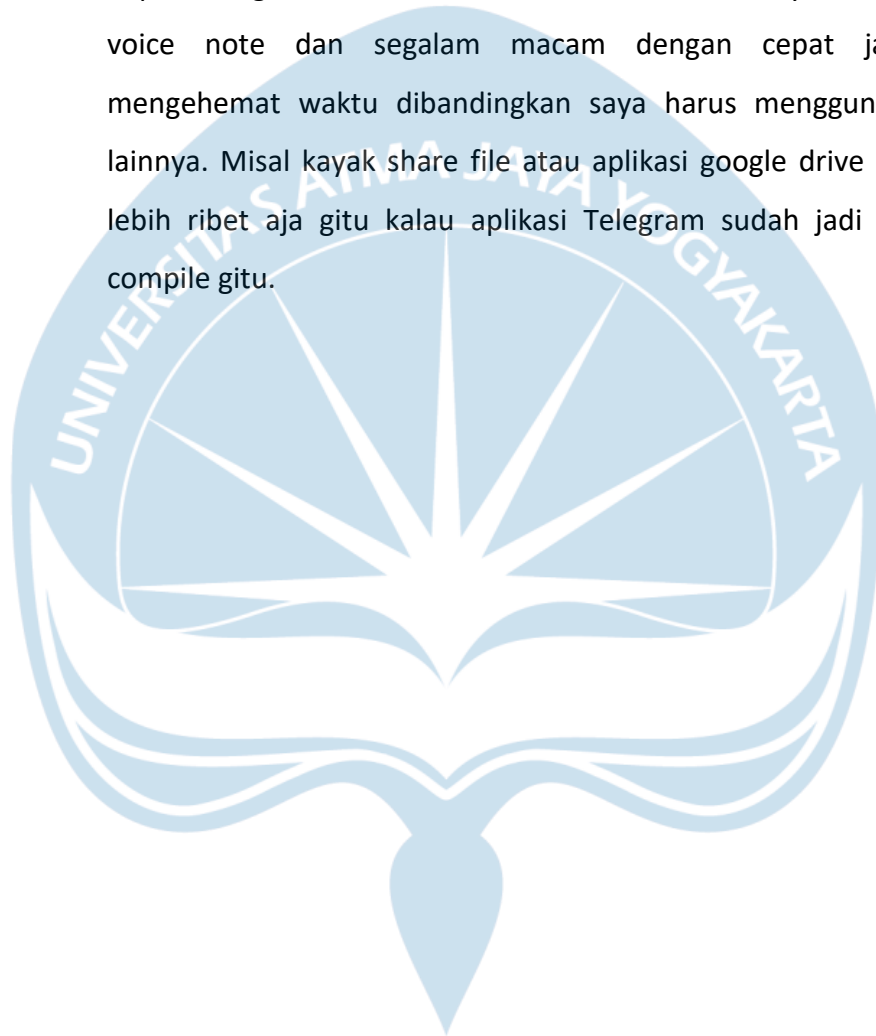 voice note dan segalam macam dengan cepat ja
mengehemat waktu dibandingkan saya harus menggun
lainnya. Misal kayak share file atau aplikasi google drive
lebih ribet aja gitu kalau aplikasi Telegram sudah jadi
compile gitu.
UNIVERSITAS ATMA JAYA YOGYAKARTA